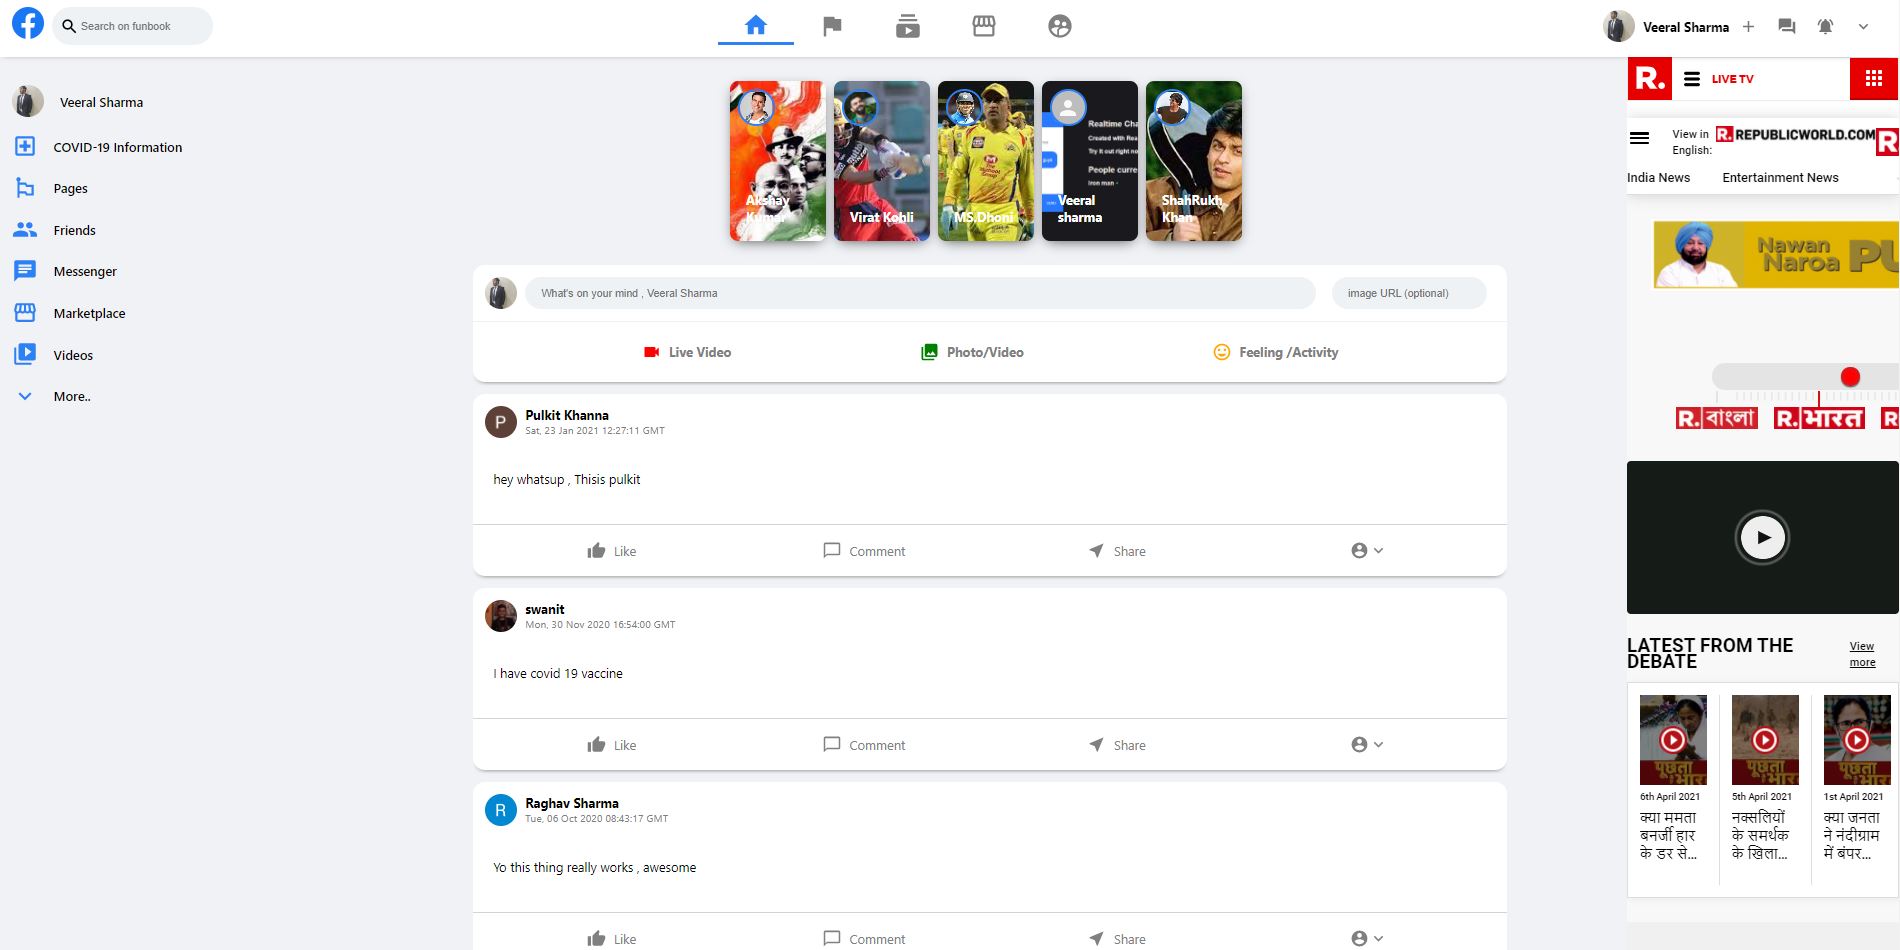 Search on funbook
Veeral Sharma
Veeral Sharma
COVID-19 Information
Pages
Friends
Messenger
Marketplace
Videos
More..
Akshay
Kumar
Virat Kohli
MS.Dhoni
Realtime Cha
Created with Rea
Try it out right no
People curre
Iron man -
Veeral
sharma
ShahRukh
Khan
What's on your mind , Veeral Sharma
image URL (optional)
Live Video
Photo/Video
Feeling /Activity
P
Pulkit Khanna
Sat, 23 Jan 2021 12:27:11 GMT
hey whatsup , Thisis pulkit
Like
Comment
Share
swanit
Mon, 30 Nov 2020 16:54:00 GMT
I have covid 19 vaccine
Like
Comment
Share
R
Raghav Sharma
Tue, 06 Oct 2020 08:43:17 GMT
Yo this thing really works , awesome
Like
Comment
Share
R.
LIVE TV
View in
English:
R. REPUBLICWORLD.COM
R
India News
Entertainment News
Nawan
Naroa
PU
R. বাংলা
R. भारत
R
LATEST FROM THE
DEBATE
View
more
पूछता
भार
पूछता
भार
पूछता
भार
6th April 2021
क्या ममता
बनर्जी हार
के डर से...
5th April 2021
नक्सलियों
के समर्थक
के खिला...
1st April 2021
क्या जनता
ने नंदीग्राम
में बंपर...